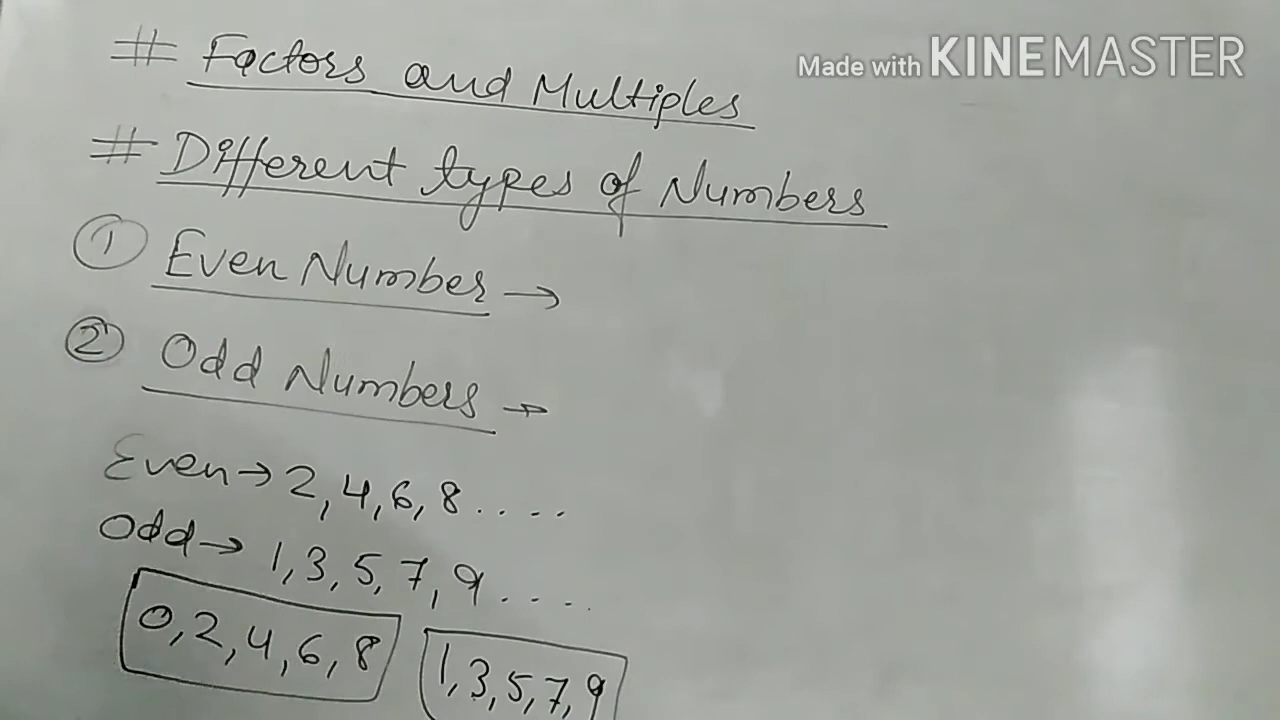 # Factors and Multiples
Made with KINEMASTER
# Different types of Numbers
① Even Number →
② Odd Numbers →
Even → 2, 4, 6, 8 . . . .
Odd → 1, 3, 5, 7, 9 . . . .
0, 2, 4, 6, 8
1, 3, 5, 7, 9